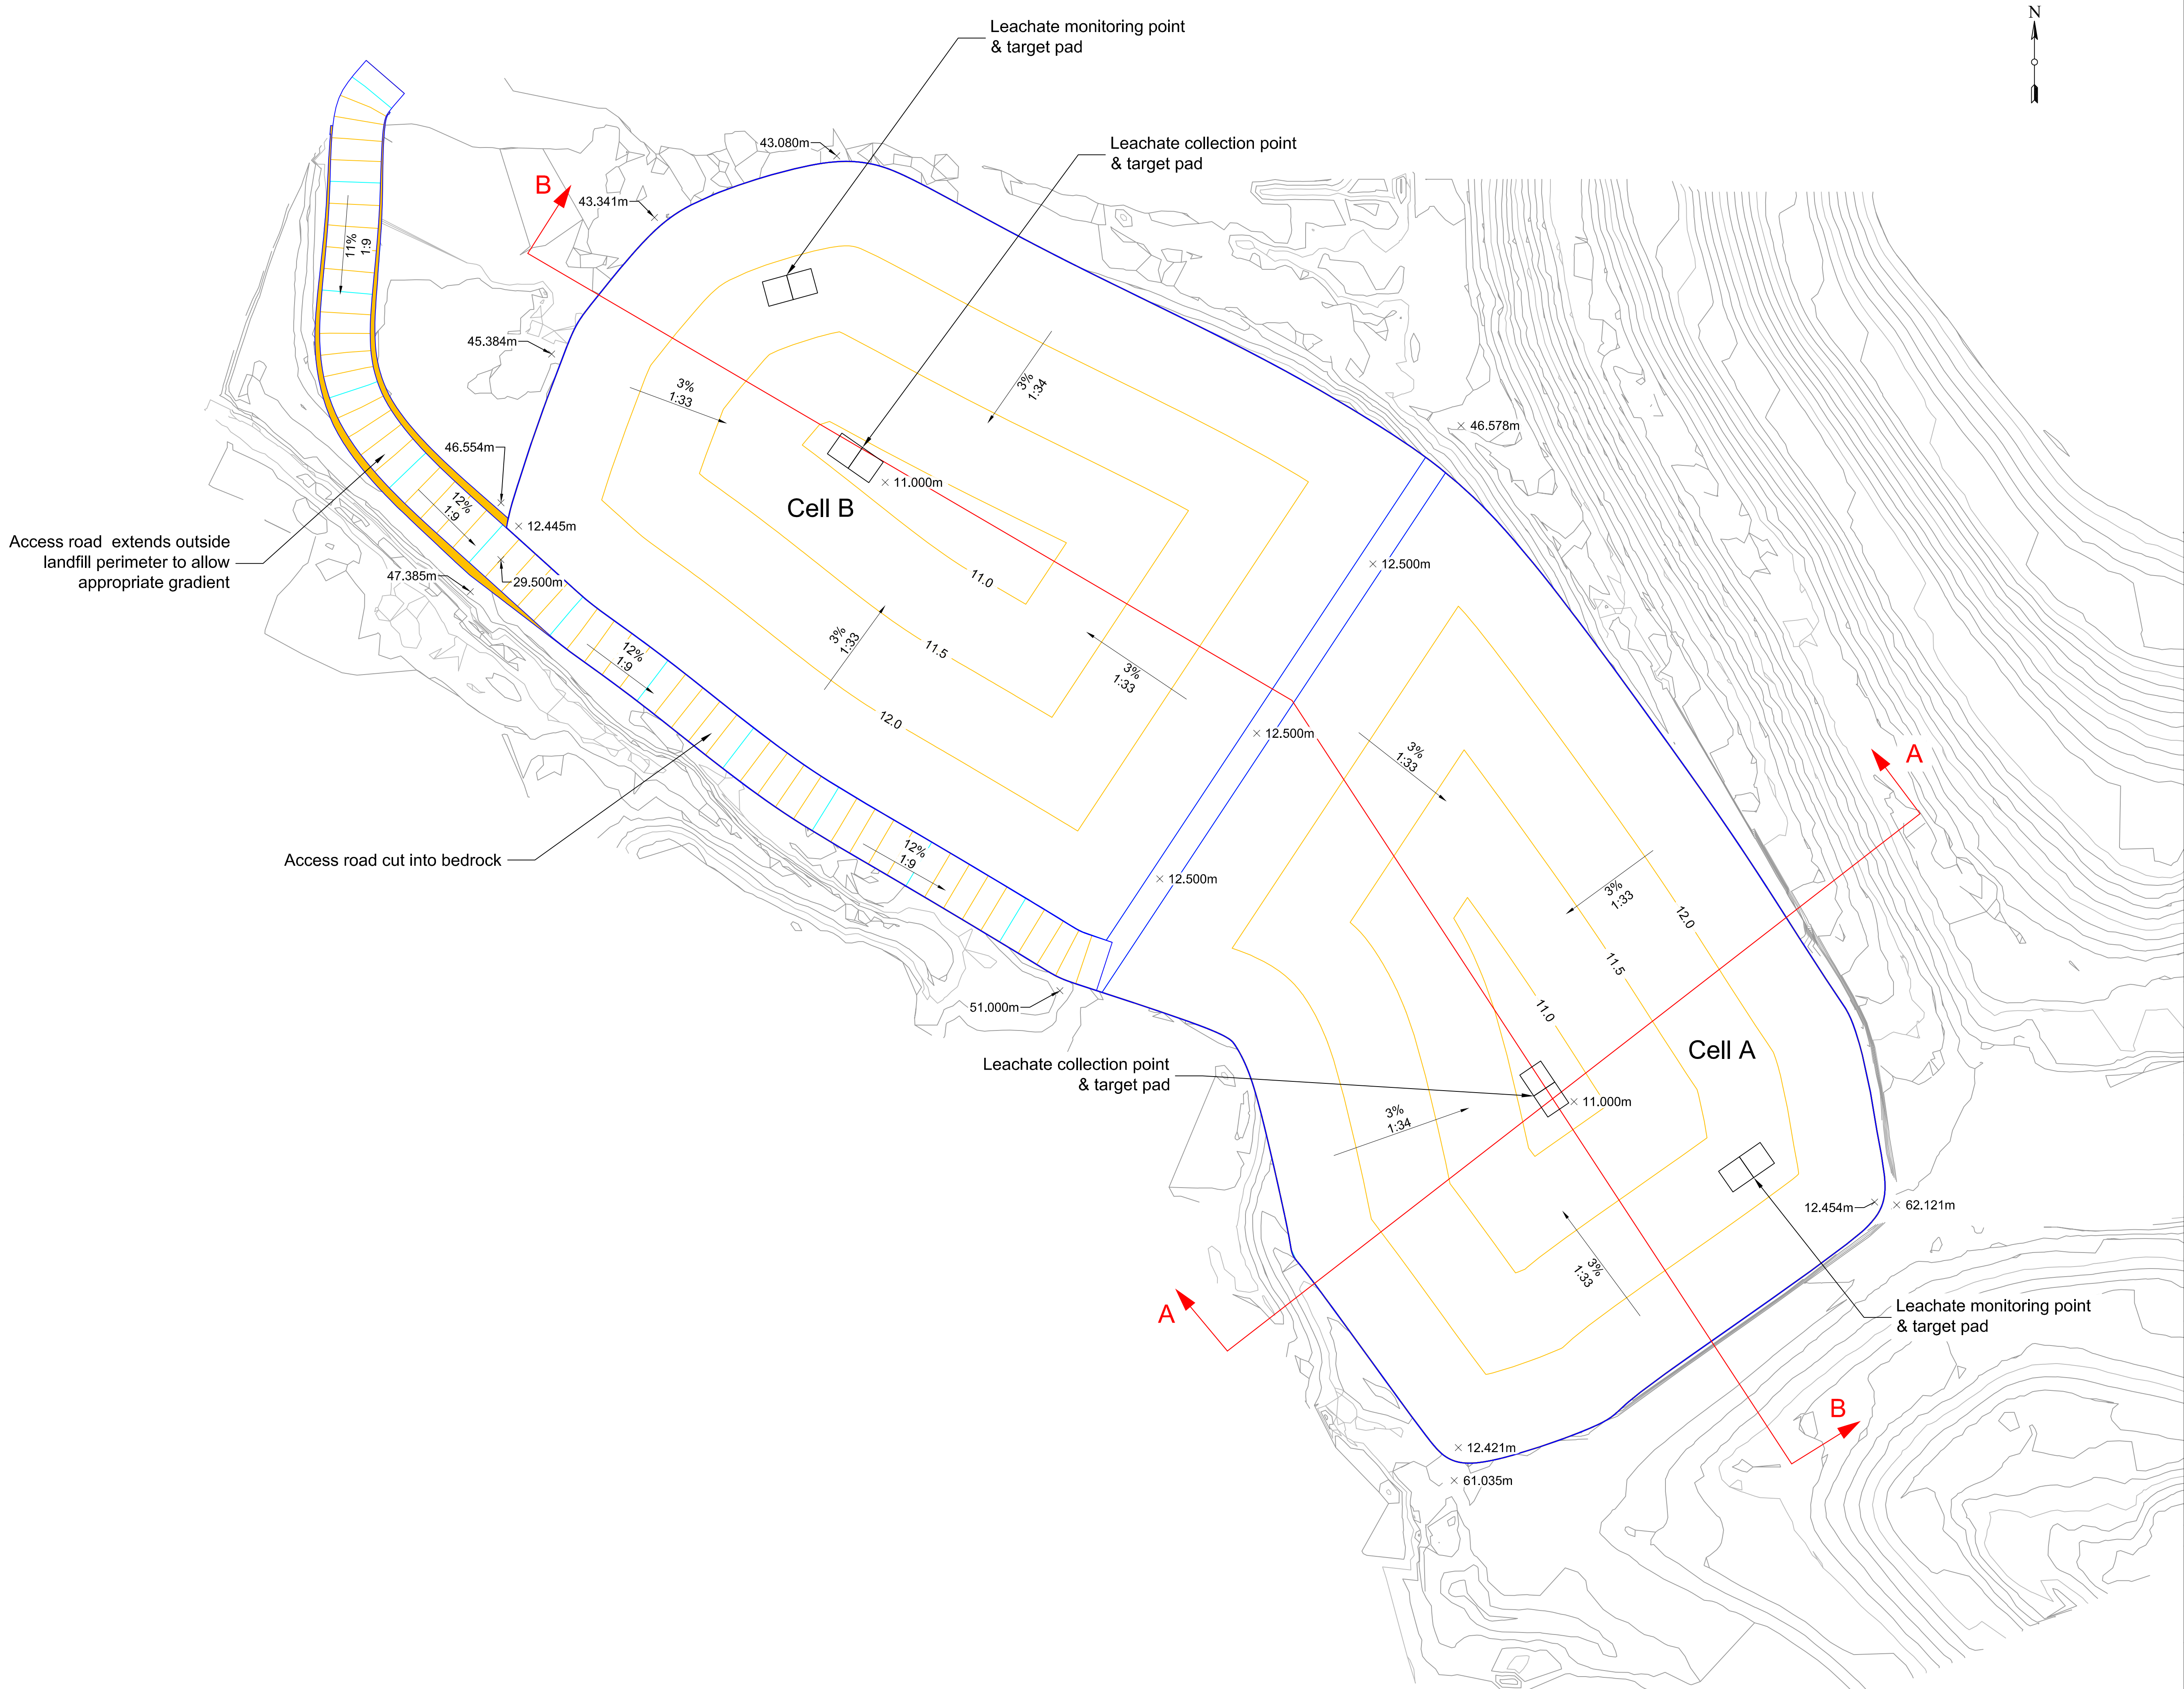 N
Leachate monitoring point
& target pad
43.080m
Leachate collection point
& target pad
B
43.341m
11%
1:9
45.384m
3%
1:33
3%
1:34
46.578m
46.554m
11.000m
Cell B
12%
1:9
12.445m
Access road extends outside
landfill perimeter to allow
appropriate gradient
47.385m
29.500m
11.0
12.500m
3%
1:33
11.5
12%
1:9
3%
1:33
12.0
12.500m
3%
1:33
A
Access road cut into bedrock
12%
1:9
12.500m
3%
1:33
12.0
11.5
51.000m
11.0
Cell A
Leachate collection point
& target pad
11.000m
3%
1:34
12.454m
62.121m
3%
1:33
A
Leachate monitoring point
& target pad
B
12.421m
61.035m